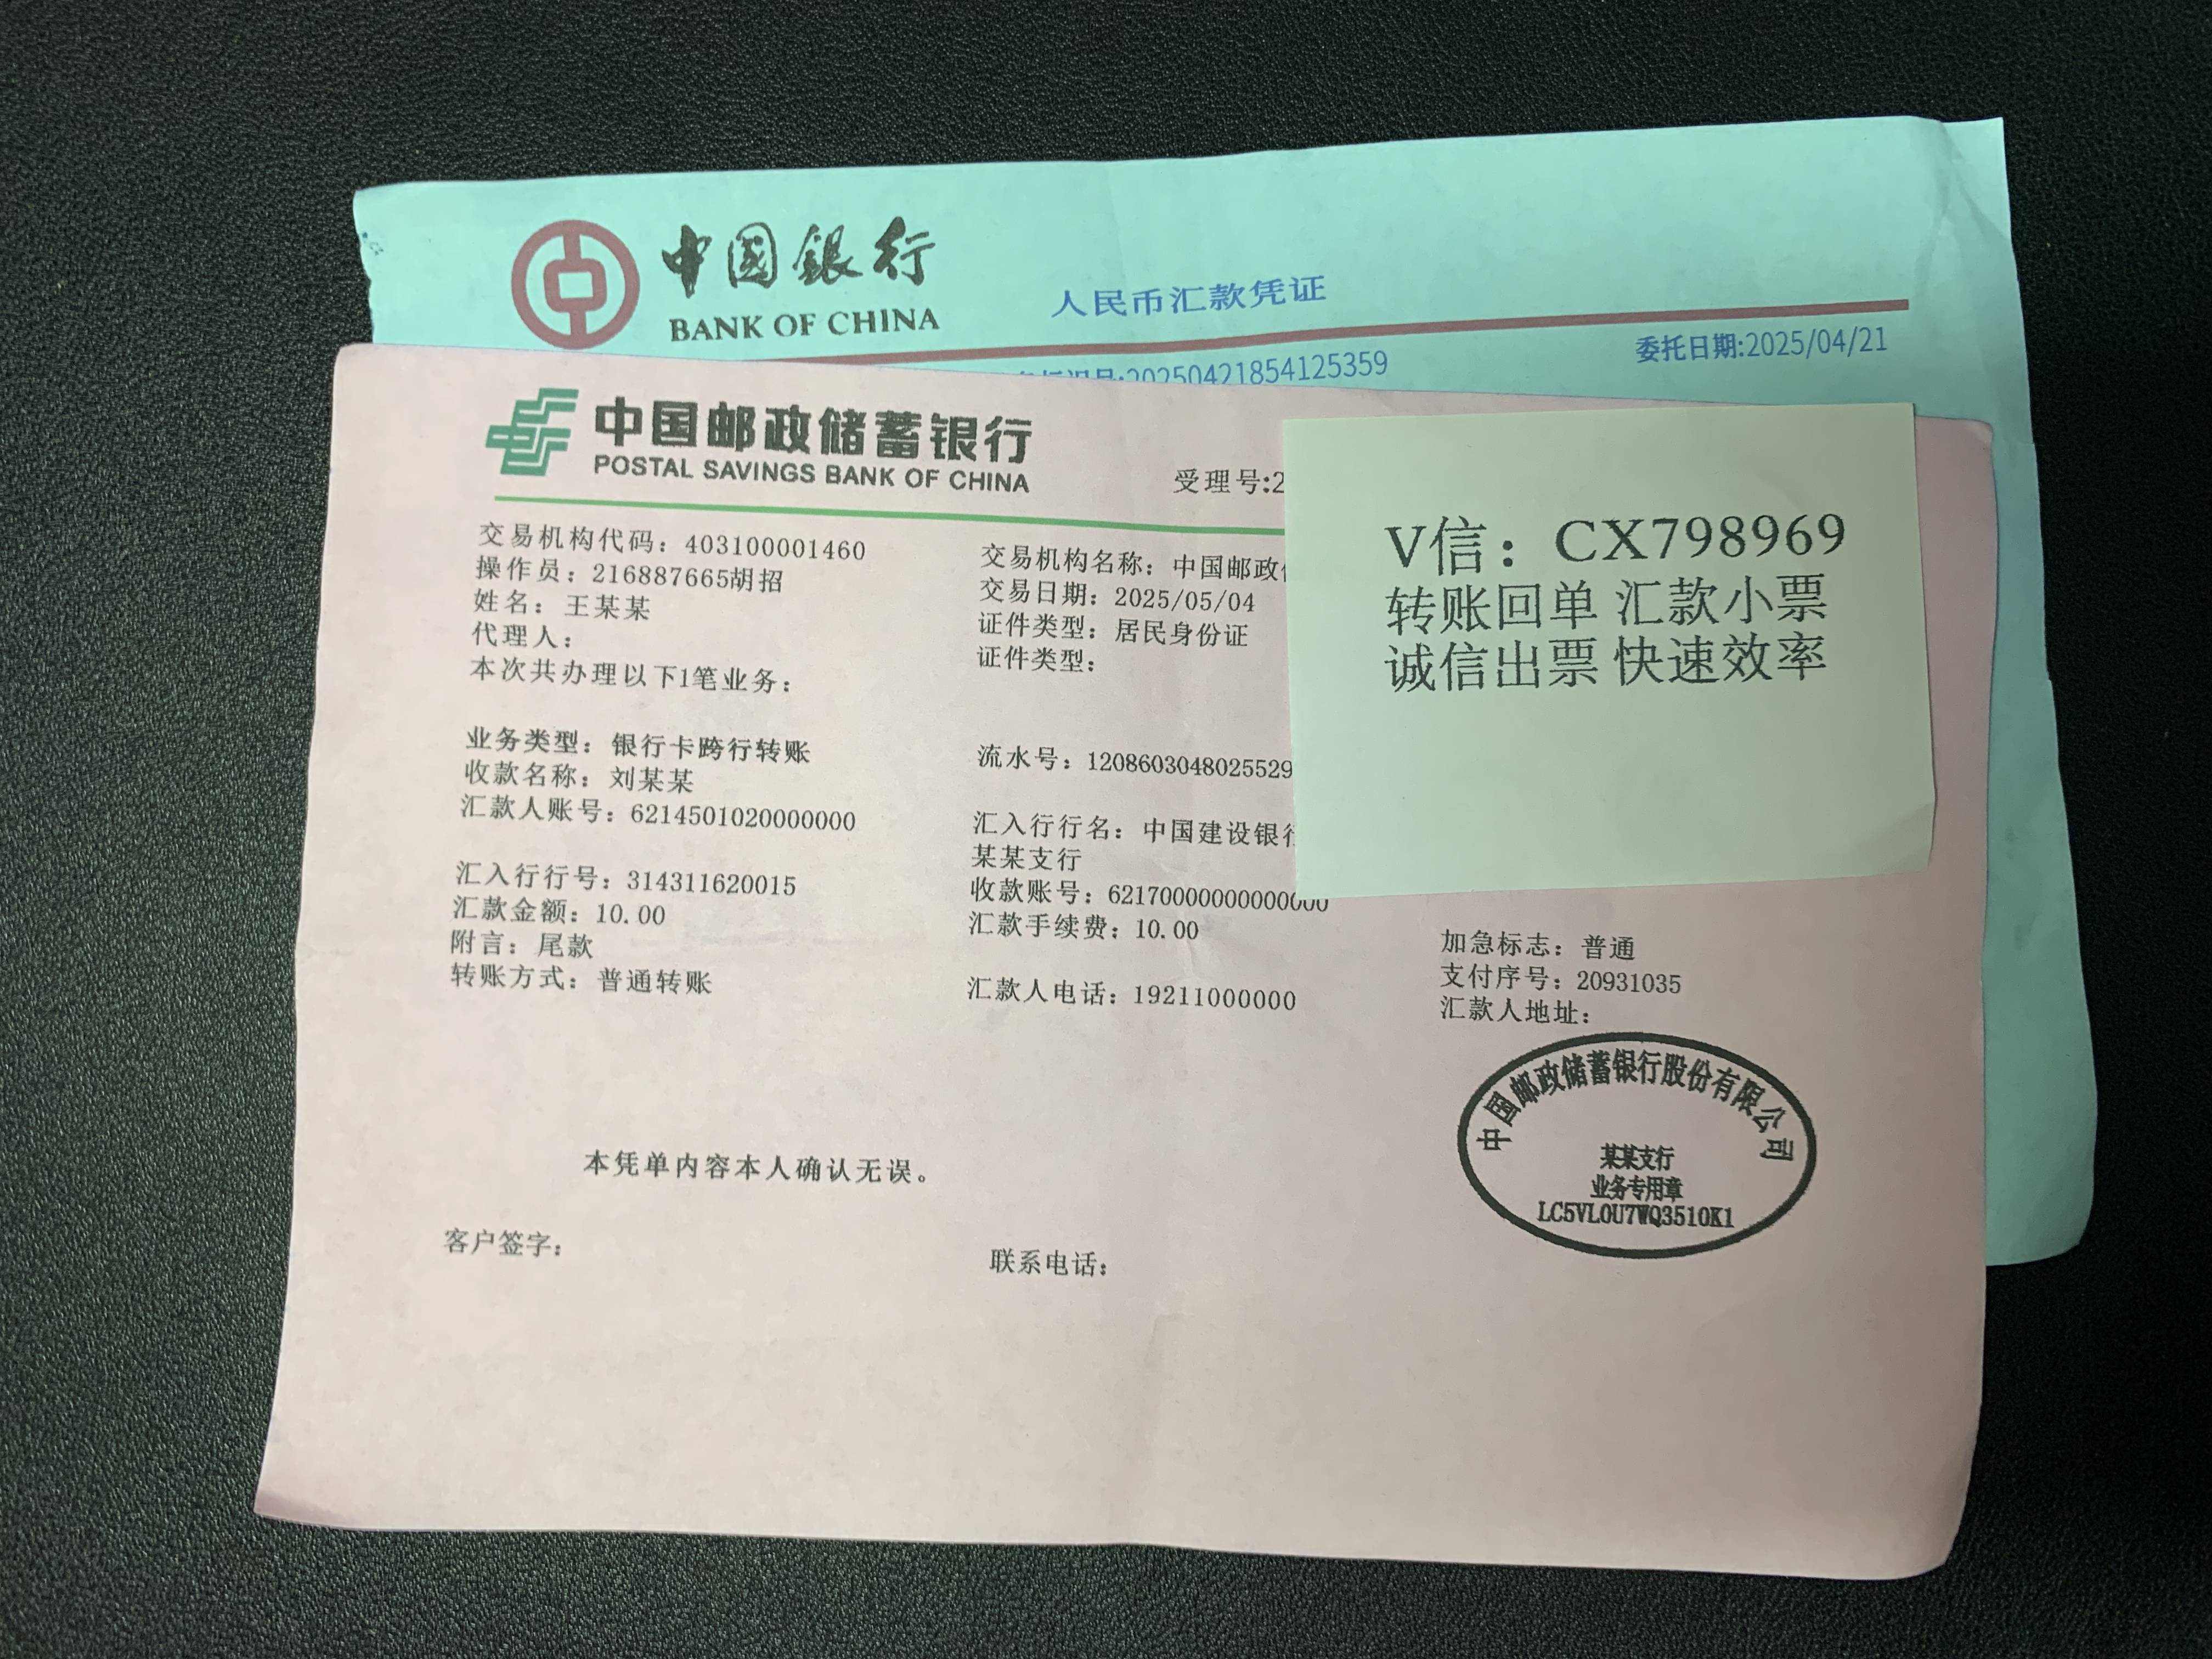 中国银行
BANK OF CHINA
人民币汇款凭证
委托日期:2025/04/21
:20250421854125359
中国邮政储蓄银行
POSTAL SAVINGS BANK OF CHINA
受理号:2
V信：CX798969
转账回单 汇款小票
诚信出票 快速效率
交易机构代码：403100001460
交易机构名称：中国邮政
操作员：216887665胡招
交易日期：2025/05/04
姓名：王某某
证件类型：居民身份证
代理人：
证件类型：
本次共办理以下1笔业务：
业务类型：银行卡跨行转账
流水号：1208603048025529
收款名称：刘某某
汇款人账号：6214501020000000
汇入行行名：中国建设银行
某某支行
汇入行行号：314311620015
收款账号：6217000000000000
汇款金额：10.00
汇款手续费：10.00
加急标志：普通
附言：尾款
支付序号：20931035
转账方式：普通转账
汇款人电话：19211000000
汇款人地址：
中国邮政储蓄银行股份有限公司
某某支行
业务专用章
LC5VL0U7WQ3510K1
本凭单内容本人确认无误。
客户签字：
联系电话：